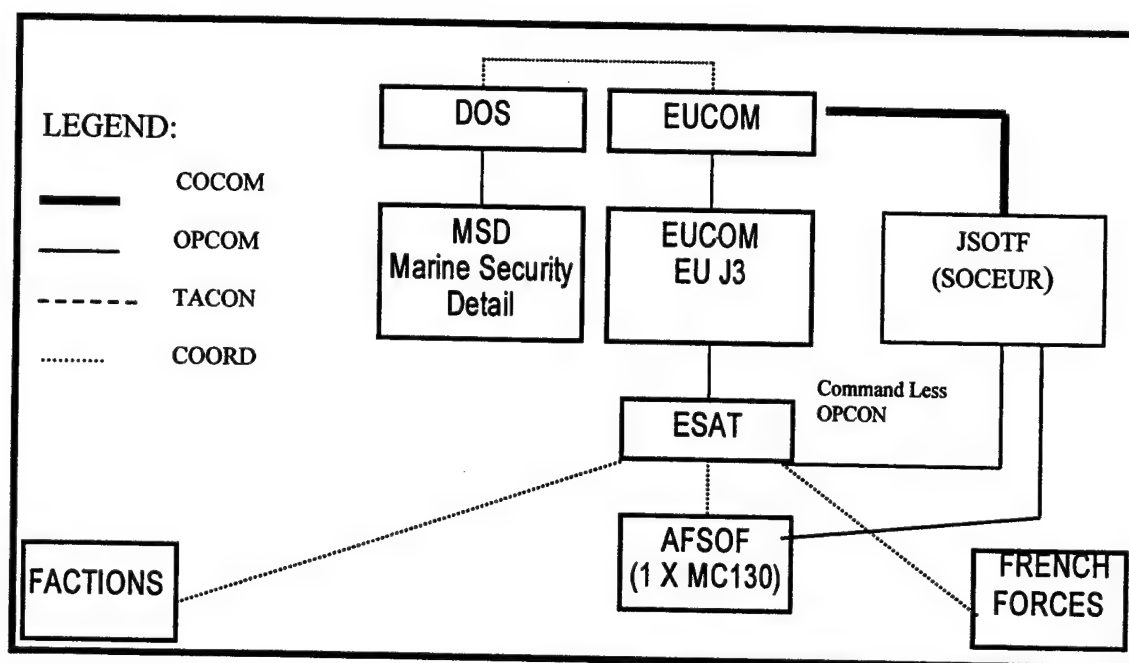 DOS
EUCOM
LEGEND:
COCOM
OPCOM
TACON
COORD
MSD
Marine Security
Detail
EUCOM
EU J3
JSOTF
(SOCEUR)
Command Less
OPCON
ESAT
AFSOF
(1 X MC130)
FACTIONS
FRENCH
FORCES